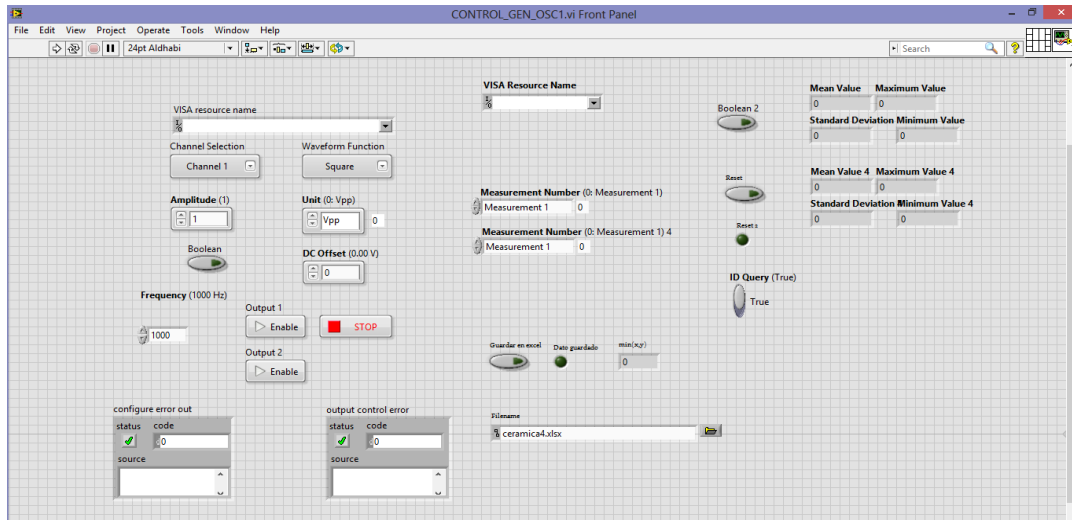 CONTROL_GEN_OSC1.vi Front Panel
File Edit View Project Operate Tools Window Help
24pt Aldhabi
Search
VISA resource name
Channel Selection
Channel 1
Waveform Function
Square
Amplitude (1)
1
Unit (0: Vpp)
Vpp 0
Boolean
DC Offset (0.00 V)
0
Frequency (1000 Hz)
1000
Output 1
Enable
STOP
Output 2
Enable
configure error out
status code
0
source
output control error
status code
0
source
VISA Resource Name
Measurement Number (0: Measurement 1)
Measurement 1 0
Measurement Number (0: Measurement 1) 4
Measurement 1 0
Guardar en excel
Dato guardado
min(x,y)
0
Filename
ceramica4.xlsx
Boolean 2
Reset
Reset s
ID Query (True)
True
Mean Value Maximum Value
0 0
Standard Deviation Minimum Value
0 0
Mean Value 4 Maximum Value 4
0 0
Standard Deviation 4 Minimum Value 4
0 0